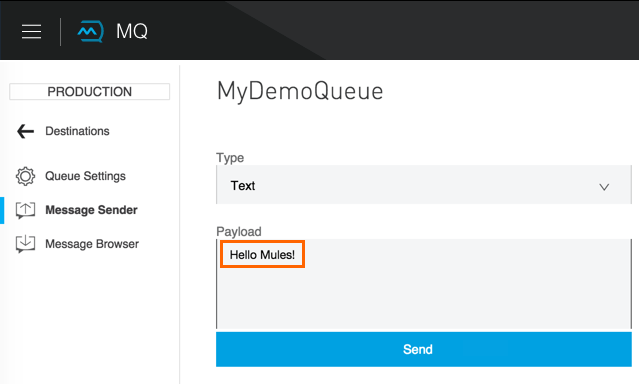 MQ
PRODUCTION
Destinations
Queue Settings
Message Sender
Message Browser
MyDemoQueue
Type
Text
Payload
Hello Mules!
Send